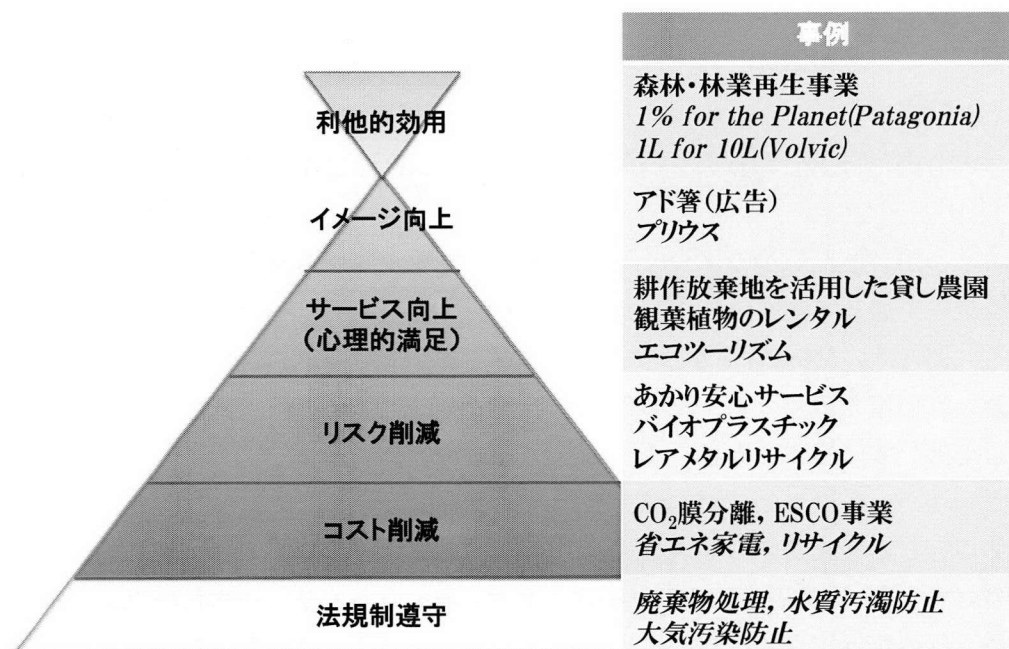 事例
利他的効用
森林・林業再生事業
1% for the Planet(Patagonia)
1L for 10L(Volvic)
イメージ向上
アド箸(広告)
プリウス
サービス向上
(心理的満足)
耕作放棄地を活用した貸し農園
観葉植物のレンタル
エコツーリズム
リスク削減
あかり安心サービス
バイオプラスチック
レアメタルリサイクル
コスト削減
CO₂膜分離, ESCO事業
省エネ家電, リサイクル
法規制遵守
廃棄物処理, 水質汚濁防止
大気汚染防止